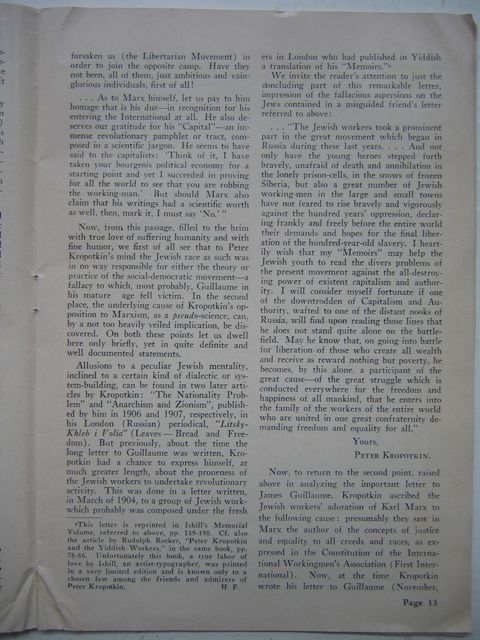 forsaken us (the Libertarian Movement) in
order to join the opposite camp. Have they
not been, all of them, just ambitious and vain-
glorious individuals, first of all!
. . . As to Marx himself, let us pay him
homage that is his due—in recognition for his
entering the International at all. He also de-
serves our gratitude for his "Capital"—an im-
mense revolutionary pamphlet or tract, com-
posed in a scientific jargon. He seems to have
said to the capitalists: 'Think of it, I have
taken your bourgeois political economy for a
starting point and yet I succeeded in proving
for all the world to see that you are robbing
the working-man.' But should Marx also
claim that his writings had a scientific worth
as well, then, mark it, I must say 'No.' "
Now, from this passage, filled to the brim
with true love of suffering humanity and with
fine humor, we first of all see that to Peter
Kropotkin's mind the Jewish race as such was
in no way responsible for either the theory or
practice of the social-democratic movement—a
fallacy to which, most probably, Guillaume in
his mature age fell victim. In the second
place, the underlying cause of Kropotkin's op-
position to Marxism, as a pseudo-science, can,
by a not too heavily veiled implication, be dis-
covered. On both these points let us dwell
here only briefly, yet in quite definite and
well documented statements.
Allusions to a peculiar Jewish mentality,
inclined to a certain kind of dialectic or sys-
tem-building, can be found in two later arti-
cles by Kropotkin: "The Nationality Prob-
lem" and "Anarchism and Zionism", publish-
ed by him in 1906 and 1907, respectively, in
his London (Russian) periodical, "Litsky-
Khleb i Volia" (Leaves—Bread and Free-
dom). But previously, about the time the
long letter to Guillaume was written, Kro-
potkin had a chance to express himself, at
much greater length, about the proneness of
the Jewish workers to undertake revolutionary
activity. This was done in a letter written,
in March of 1904, to a group of Jewish work-
which probably was composed under the fresh
This letter is reprinted in Ishill's Memorial
Volume, referred to above, pp. 189-190. Cf. also
the article by Rudolph Rocker, "Peter Kropotkin
and the Yiddish Workers," in the same book, pp.
78-86. Unfortunately this book, a true labor of
love by Ishill, an artist-typographer, was printed
in a very limited edition and is known only to a
chosen few among the friends and admirers of
Peter Kropotkin. H. F.
ers in London who had published in Yiddish
a translation of his "Memoirs."
We invite the reader's attention to just the
concluding part of this remarkable letter,
impression of the fallacious aspersions on the
Jews contained in a misguided friend's letter
referred to above:
. . . "The Jewish workers took a prominent
part in the great movement which began in
Russia during these last years. . . . And not
only have the young heroes stepped forth
bravely, unafraid of death and annihilation in
the lonely prison-cells, in the snows of frozen
Siberia, but also a great number of Jewish
working-men in the large and small towns
have not feared to rise bravely and vigorously
against the hundred years' oppression, declar-
ing frankly and freely before the entire world
their demands and hopes for the final liber-
ation of the hundred-year-old slavery. I heart-
ily wish that my "Memoirs" may help the
Jewish youth to read the divers problems of
the present movement against the all-destroy-
ing power of existent capitalism and author-
ity. I will consider myself fortunate if one
of the downtrodden of Capitalism and Au-
thority, wafted to one of the distant nooks of
Russia, will find upon reading those lines that
he does not stand quite alone on the battle-
field. May he know that, on going into battle
for liberation of those who create all wealth
and receive as reward nothing but poverty, he
becomes, by this alone, a participant of the
great cause—of the great struggle which is
conducted everywhere for the freedom and
happiness of all mankind, that he enters into
the family of the workers of the entire world
who are united in one great confraternity de-
manding freedom and equality for all."
Yours,
PETER KROPOTKIN.
Now, to return to the second point, raised
above in analyzing the important letter to
James Guillaume. Kropotkin ascribed the
Jewish workers' adoration of Karl Marx to
the following cause: presumably they saw in
Marx the author of the concepts of justice
and equality to all creeds and races, as ex-
pressed in the Constitution of the Interna-
tional Workingmen's Association (First Inter-
national). Now, at the time Kropotkin
wrote his letter to Guillaume (November,
Page 13